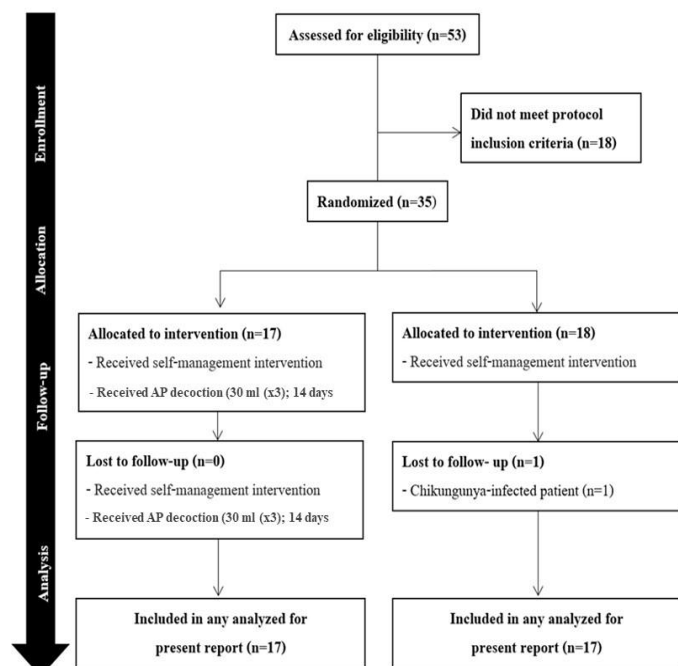 Enrollment
Allocation
Follow-up
Analysis
Assessed for eligibility (n=53)
Did not meet protocol
inclusion criteria (n=18)
Randomized (n=35)
Allocated to intervention (n=17)
- Received self-management intervention
- Received AP decoction (30 ml (x3); 14 days
Allocated to intervention (n=18)
- Received self-management intervention
Lost to follow-up (n=0)
- Received self-management intervention
- Received AP decoction (30 ml (x3); 14 days
Lost to follow- up (n=1)
- Chikungunya-infected patient (n=1)
Included in any analyzed for
present report (n=17)
Included in any analyzed for
present report (n=17)